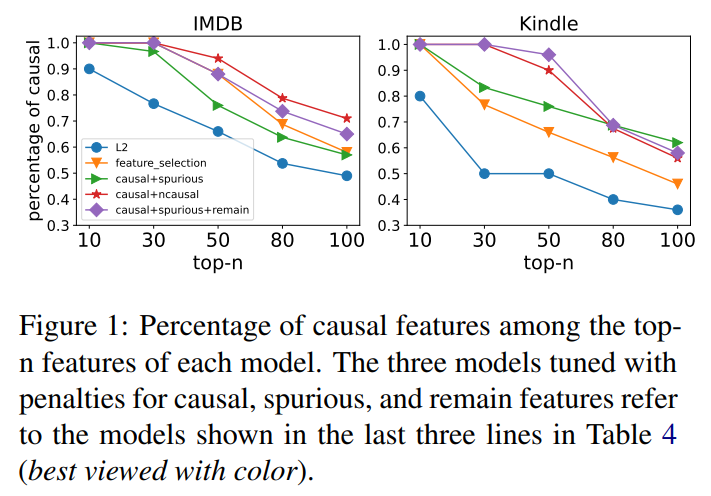 IMDB
Kindle
percentage of causal
1.0
0.9
0.8
0.7
0.6
0.5
0.4
0.3
L2
feature_selection
causal+spurious
causal+ncausal
causal+spurious+remain
10 30 50 80 100
top-n
1.0
0.9
0.8
0.7
0.6
0.5
0.4
0.3
10 30 50 80 100
top-n
Figure 1: Percentage of causal features among the top-
n features of each model. The three models tuned with
penalties for causal, spurious, and remain features refer
to the models shown in the last three lines in Table 4
(best viewed with color).